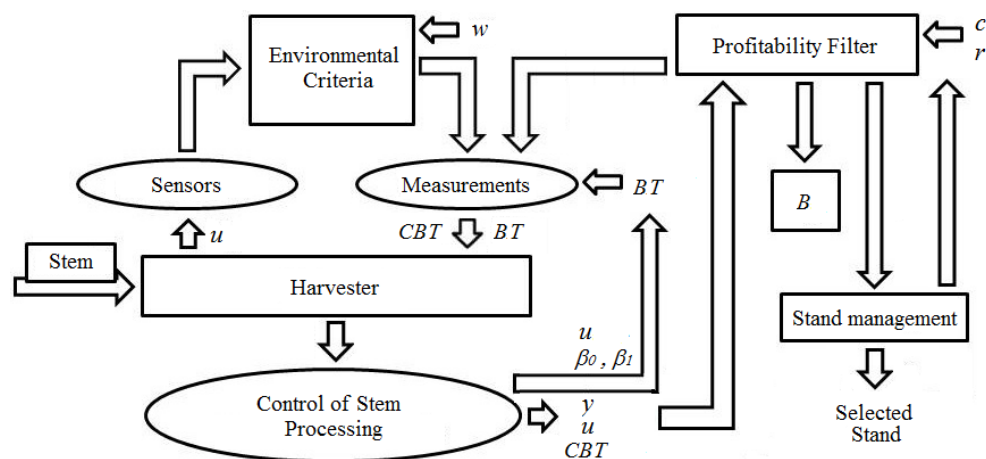 Environmental
Criteria
w
Profitability Filter
c
r
Sensors
Measurements
BT
B
u
CBT
BT
Stem
Harvester
Stand management
u
β0 , β1
Control of Stem
Processing
y
u
CBT
Selected
Stand